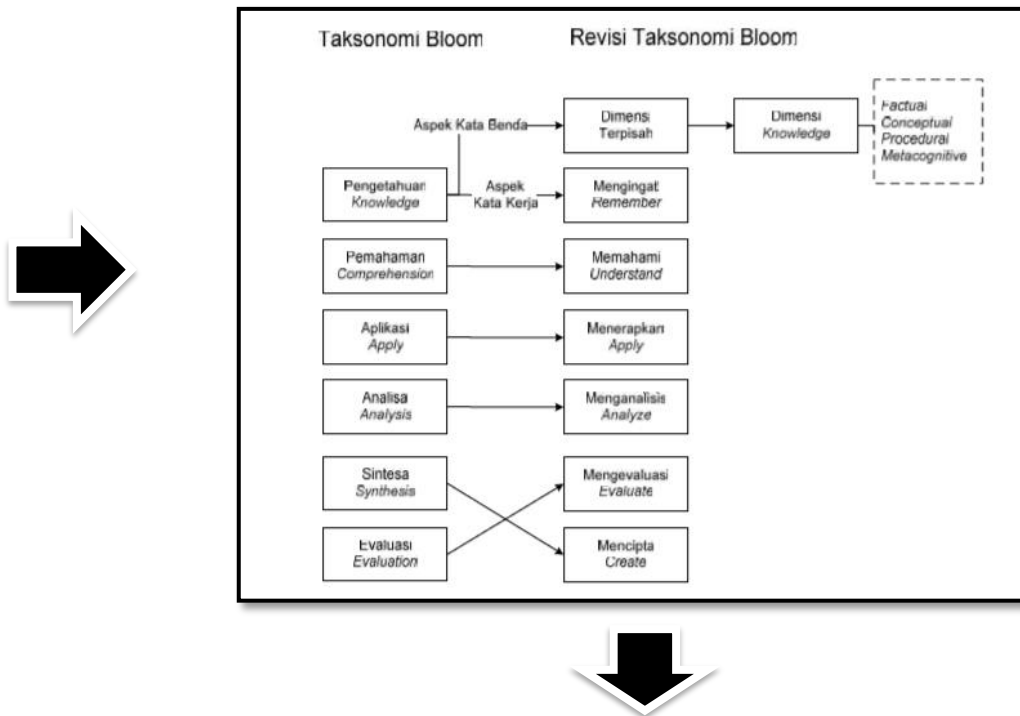 Taksonomi Bloom
Revisi Taksonomi Bloom
Aspek Kata Benda
Dimensi
Terpisah
Dimensi
Knowledge
Factual
Conceptual
Procedural
Metacognitive
Pengetahuan
Knowledge
Aspek
Kata Kerja
Mengingat
Remember
Pemahaman
Comprehension
Memahami
Understand
Aplikasi
Apply
Menerapkan
Apply
Analisa
Analysis
Menganalisis
Analyze
Sintesa
Synthesis
Mengevaluasi
Evaluate
Evaluasi
Evaluation
Mencipta
Create